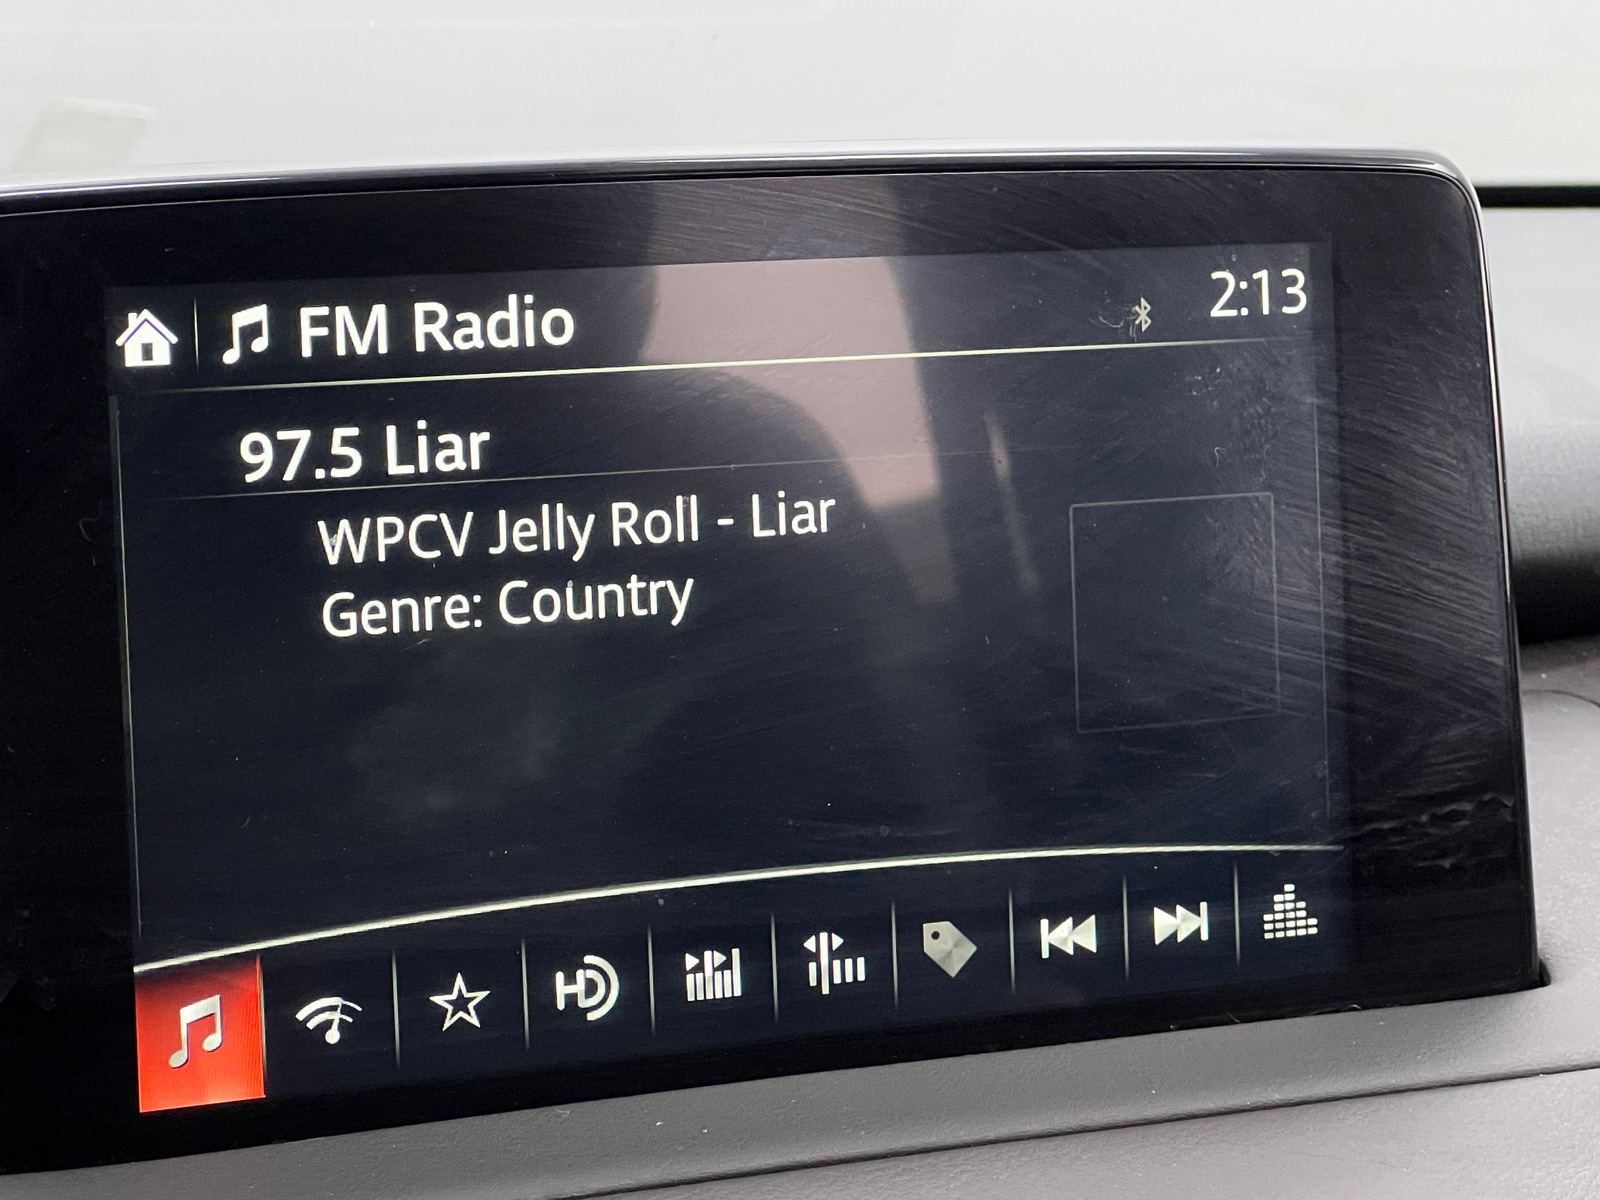 FM Radio
2:13
97.5 Liar
WPCV Jelly Roll - Liar
Genre: Country
HD